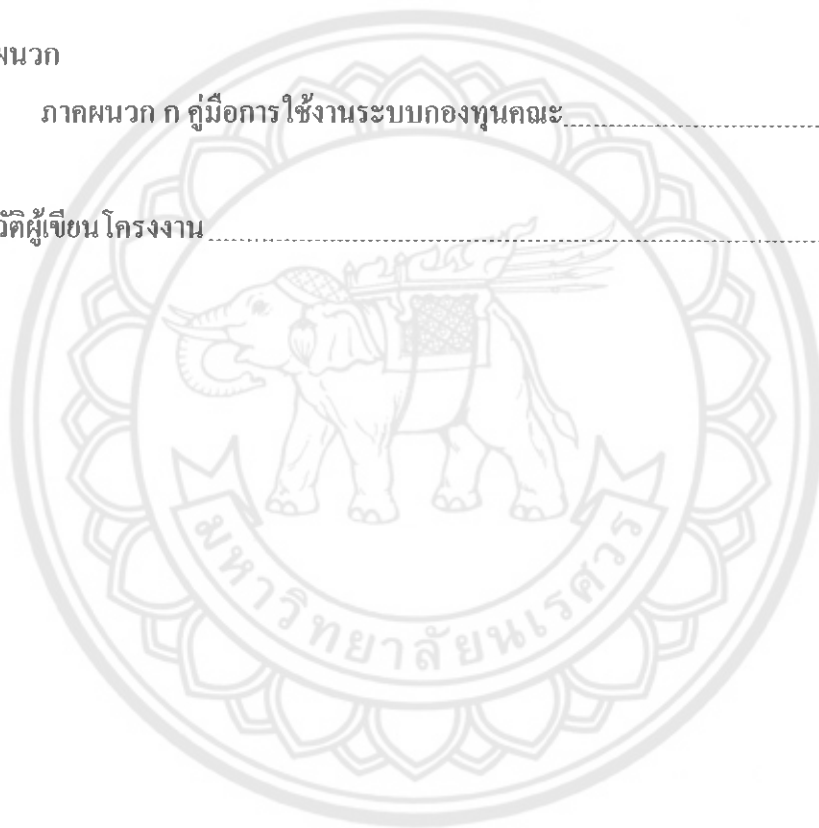 ผนวก
ภาคผนวก ก คู่มือการใช้งานระบบกองทุนคณะ
วัติผู้เขียนโครงงาน
มหาวิทยาลัยนเรศวร